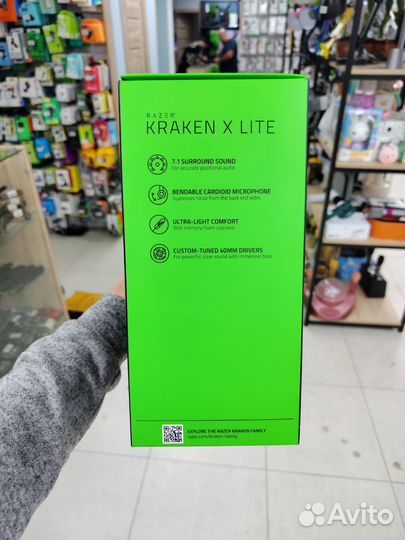 RAZER
KRAKEN X LITE
7.1 SURROUND SOUND
For accurate positional audio
BENDABLE CARDIOID MICROPHONE
Supresses noise from the back and sides
ULTRA-LIGHT COMFORT
With memory foam cushions
CUSTOM-TUNED 40MM DRIVERS
For powerful, clear sound with immersive bass
EXPLORE THE RAZER KRAKEN FAMILY
razer.com/kraken-family
Avito